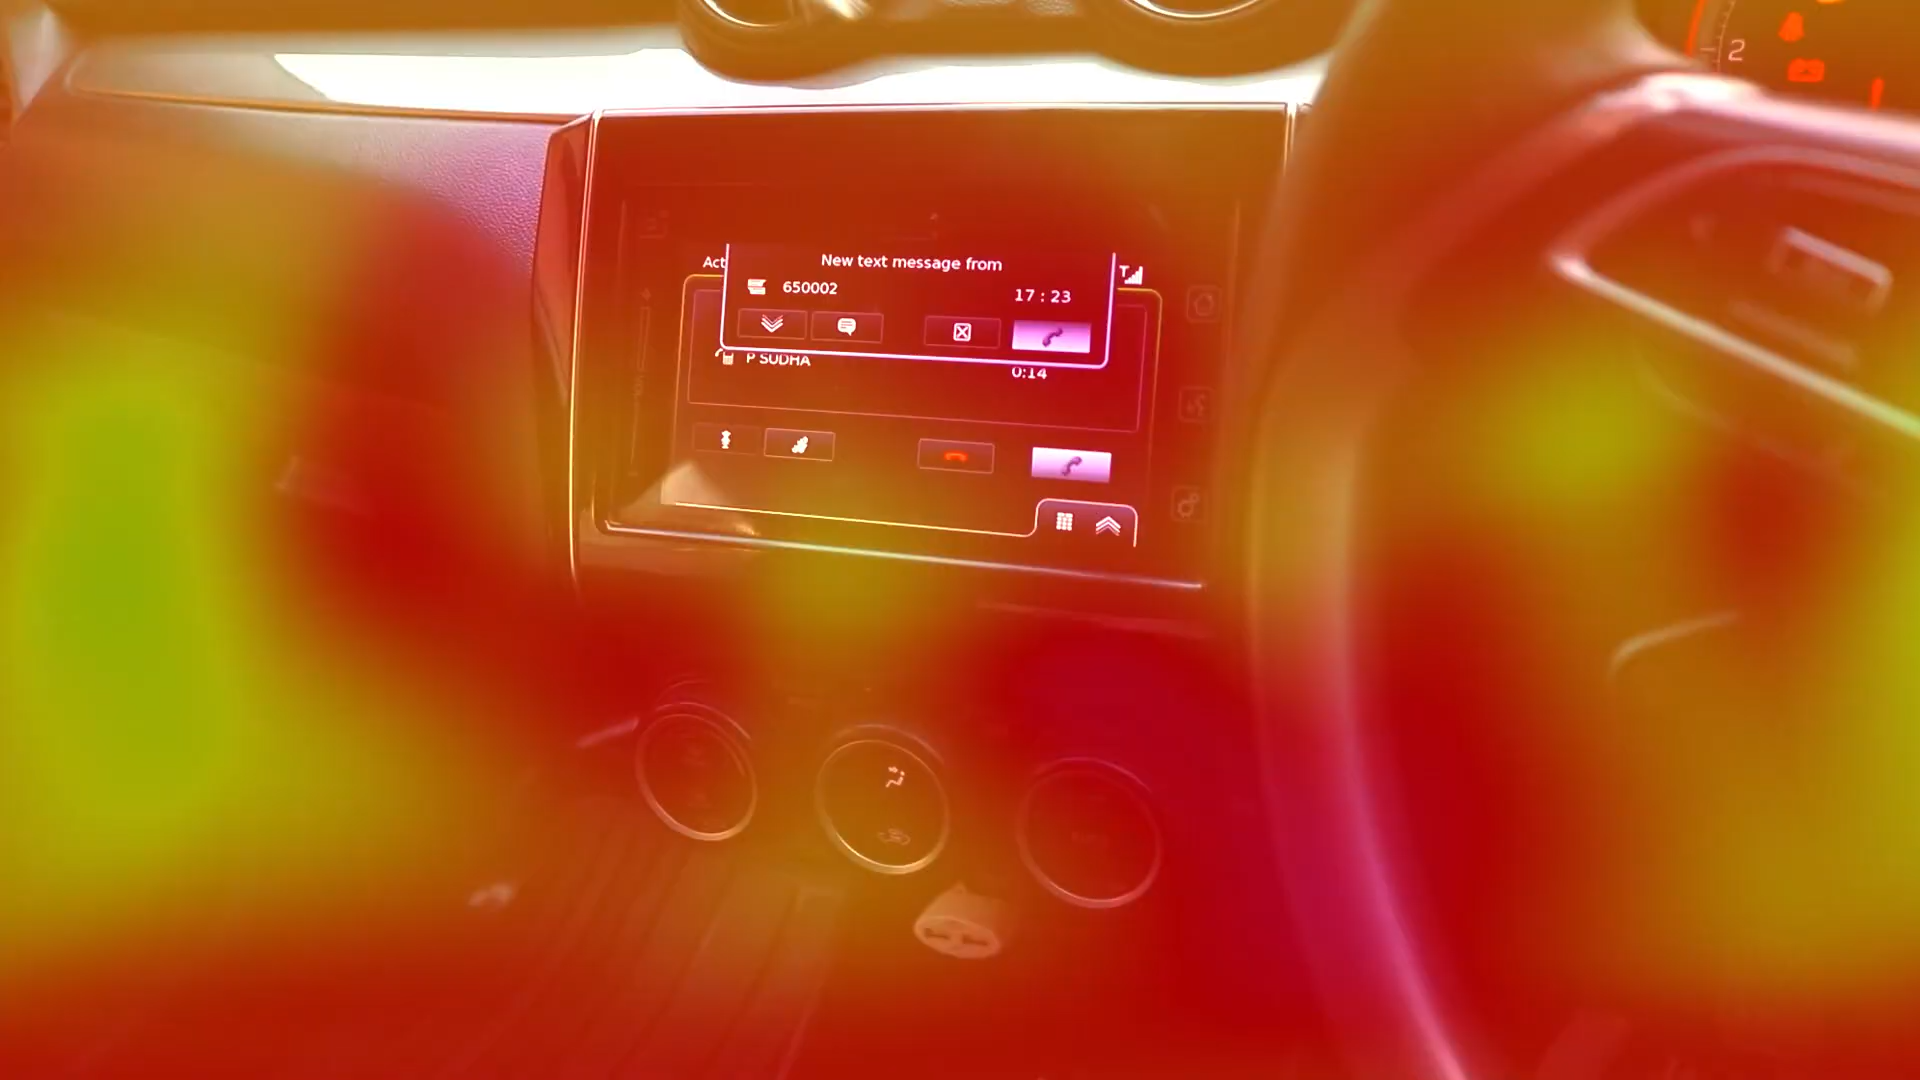 2
New text message from
Act
650002
17 : 23
P SUDHA
0:14